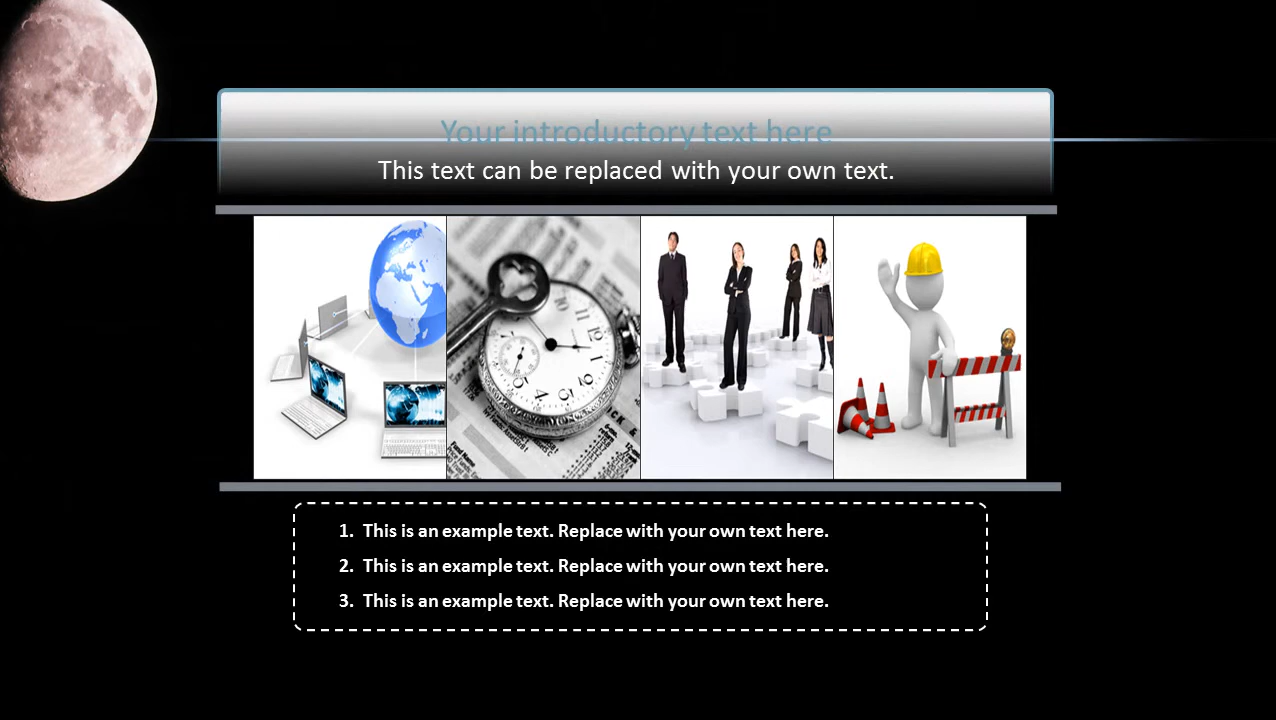 Your introductory text here
This text can be replaced with your own text.
1. This is an example text. Replace with your own text here.
2. This is an example text. Replace with your own text here.
3. This is an example text. Replace with your own text here.